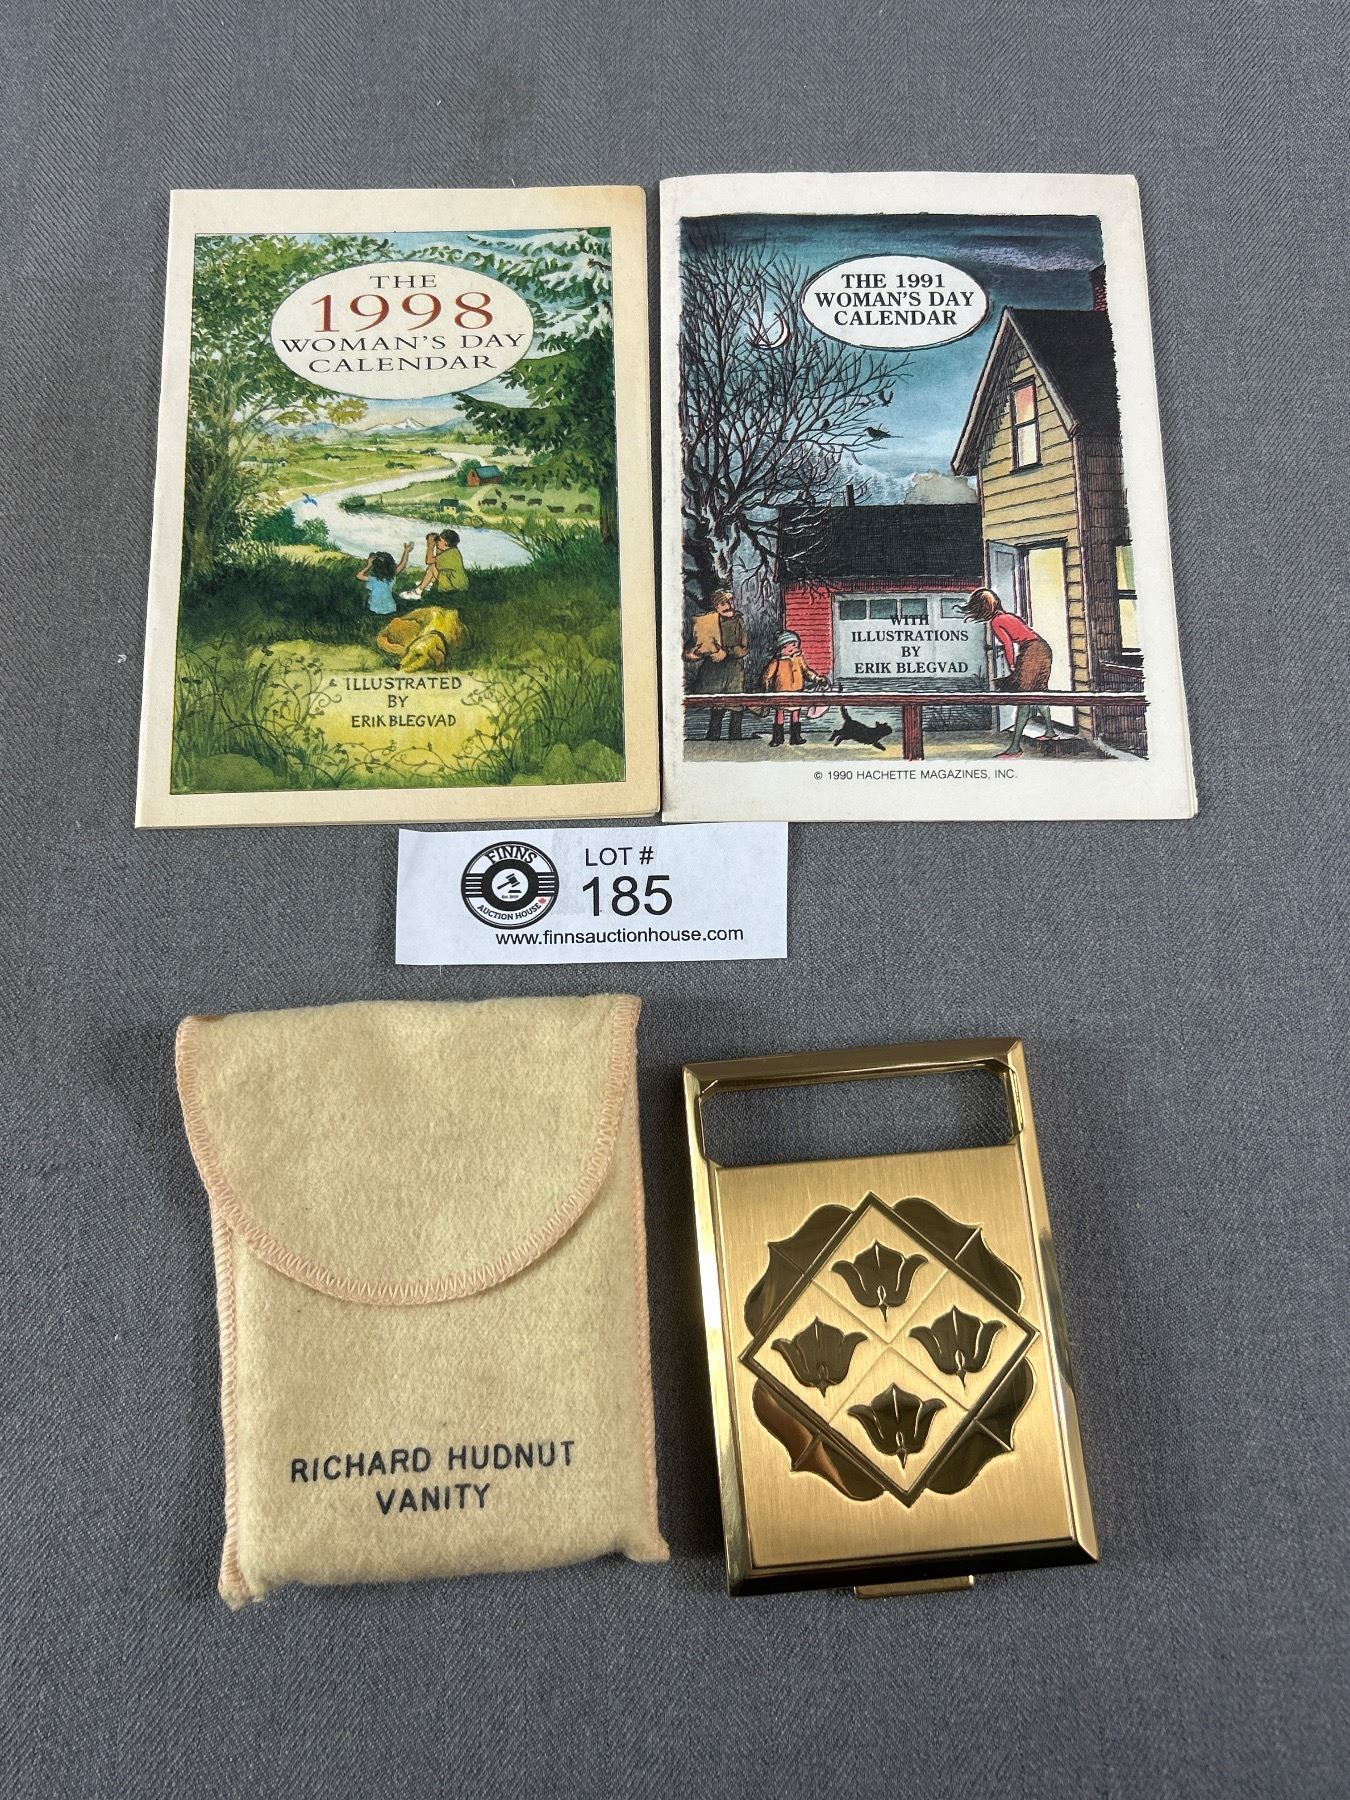 THE
1998
WOMAN'S DAY
CALENDAR
ILLUSTRATED
BY
ERIK BLEGVAD
THE 1991
WOMAN'S DAY
CALENDAR
WITH
ILLUSTRATIONS
BY
ERIK BLEGVAD
© 1990 HACHETTE MAGAZINES, INC.
FINNS
AUCTION HOUSE
LOT #
185
www.finnsauctionhouse.com
RICHARD HUDNUT
VANITY